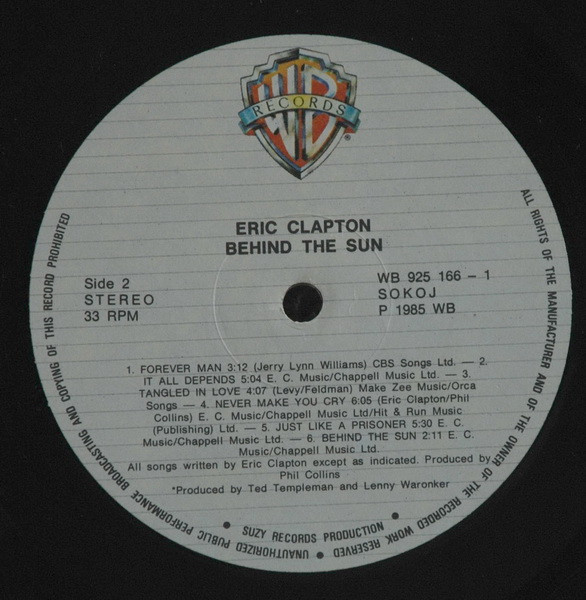 WB
RECORDS
®
ERIC CLAPTON
BEHIND THE SUN
Side 2
STEREO
33 RPM
WB 925 166 - 1
SOKOJ
P 1985 WB
1. FOREVER MAN 3:12 (Jerry Lynn Williams) CBS Songs Ltd. — 2.
IT ALL DEPENDS 5:04 E. C. Music/Chappell Music Ltd. — 3.
TANGLED IN LOVE 4:07 (Levy/Feldman) Make Zee Music/Orca
Songs — 4. NEVER MAKE YOU CRY 6:05 (Eric Clapton/Phil
Collins) E. C. Music/Chappell Music Ltd/Hit & Run Music
(Publishing) Ltd. — 5. JUST LIKE A PRISONER 5:30 E. C.
Music/Chappell Music Ltd. — 6. BEHIND THE SUN 2:11 E. C.
Music/Chappell Music Ltd.
All songs written by Eric Clapton except as indicated. Produced by
Phil Collins
*Produced by Ted Templeman and Lenny Waronker
• SUZY RECORDS PRODUCTION •
ALL RIGHTS OF THE MANUFACTURER AND OF THE OWNER OF THE RECORDED WORK RESERVED • UNAUTHORIZED PUBLIC PERFORMANCE BROADCASTING AND COPYING OF THIS RECORD PROHIBITED